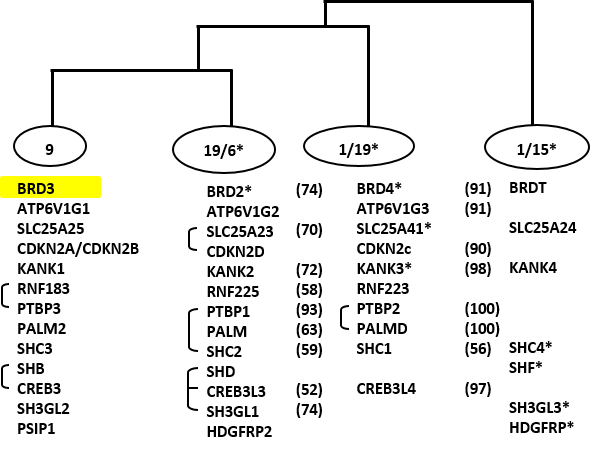 9 19/6* 1/19* 1/15*
BRD3 BRD2* (74) BRD4* (91) BRDT
ATP6V1G1 ATP6V1G2 ATP6V1G3 (91)
SLC25A25 SLC25A23 (70) SLC25A41* SLC25A24
CDKN2A/CDKN2B CDKN2D CDKN2c (90)
KANK1 KANK2 (72) KANK3* (98) KANK4
RNF183 RNF225 (58) RNF223
PTBP3 PTBP1 (93) PTBP2 (100)
PALM2 PALM (63) PALMD (100)
SHC3 SHC2 (59) SHC1 (56) SHC4*
SHB SHD SHF*
CREB3 CREB3L3 (52) CREB3L4 (97)
SH3GL2 SH3GL1 (74) SH3GL3*
PSIP1 HDGFRP2 HDGFRP*